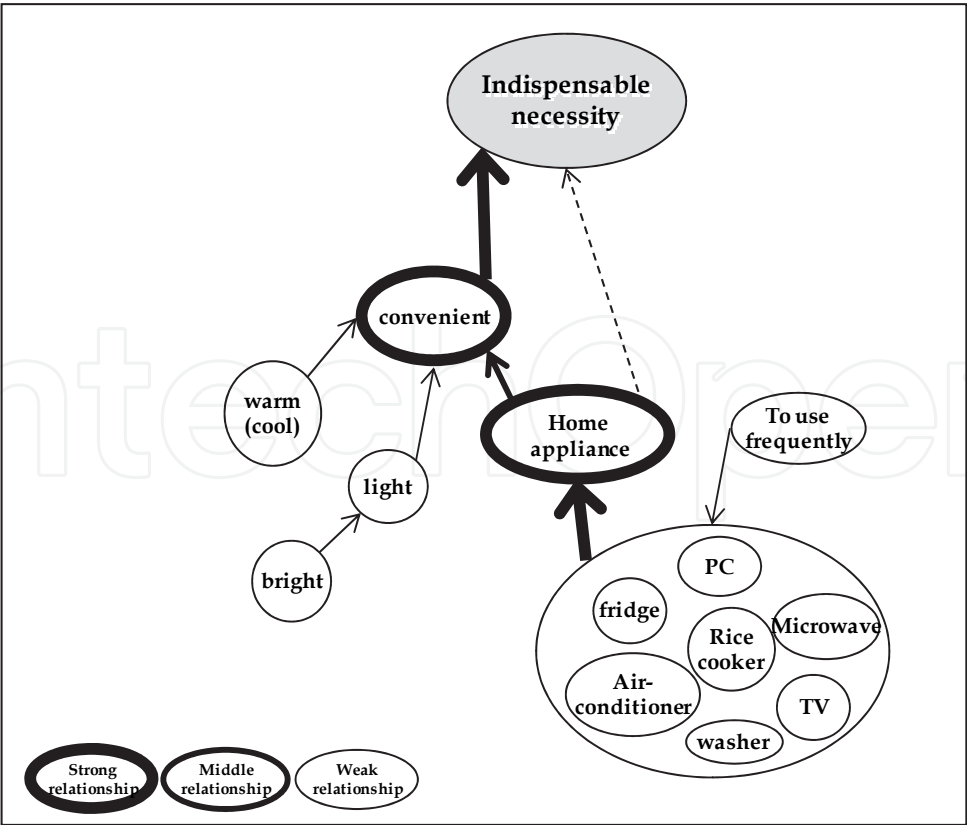 Indispensable
necessity
convenient
warm
(cool)
Home
appliance
To use
frequently
light
bright
PC
fridge
Rice
cooker
Microwave
Air-
conditioner
TV
washer
Strong
relationship
Middle
relationship
Weak
relationship
ntechOpe